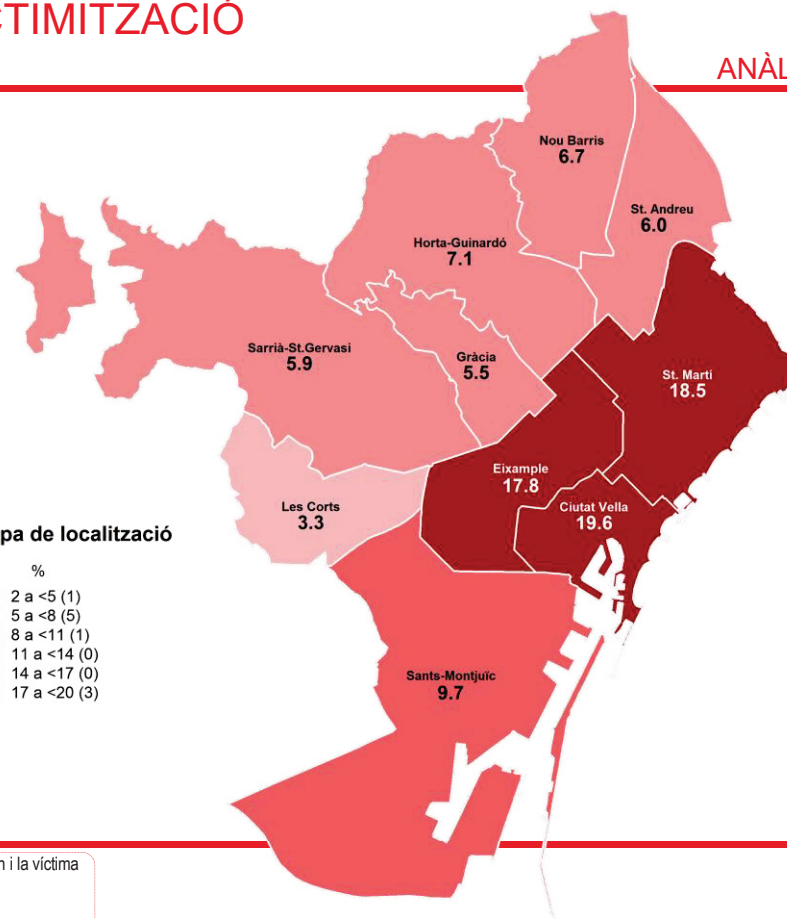 CTIMITZACIÓ
ANÀL
Nou Barris
6.7
St. Andreu
6.0
Horta-Guinardó
7.1
Sarrià-St.Gervasi
5.9
Gràcia
5.5
St. Martí
18.5
Eixample
17.8
Les Corts
3.3
Ciutat Vella
19.6
pa de localització
%
2 a <5 (1)
5 a <8 (5)
8 a <11 (1)
11 a <14 (0)
14 a <17 (0)
17 a <20 (3)
Sants-Montjuïc
9.7
n i la víctima